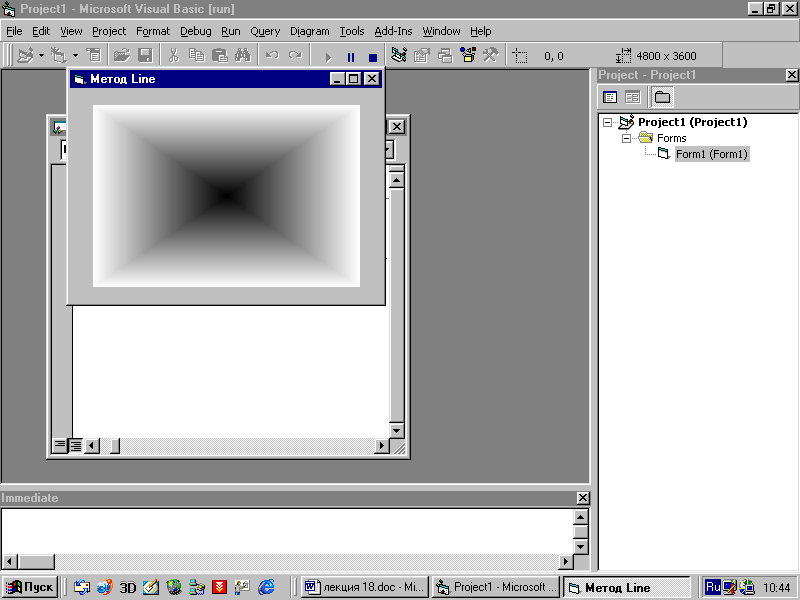 Project1 - Microsoft Visual Basic [run]
File Edit View Project Format Debug Run Query Diagram Tools Add-Ins Window Help
0, 0 4800 x 3600
Project - Project1
Метод Line
Project1 (Project1)
Forms
Form1 (Form1)
Immediate
Пуск 3D лекция 18.doc - Mi... Project1 - Microsoft ... Метод Line Ru 10:44